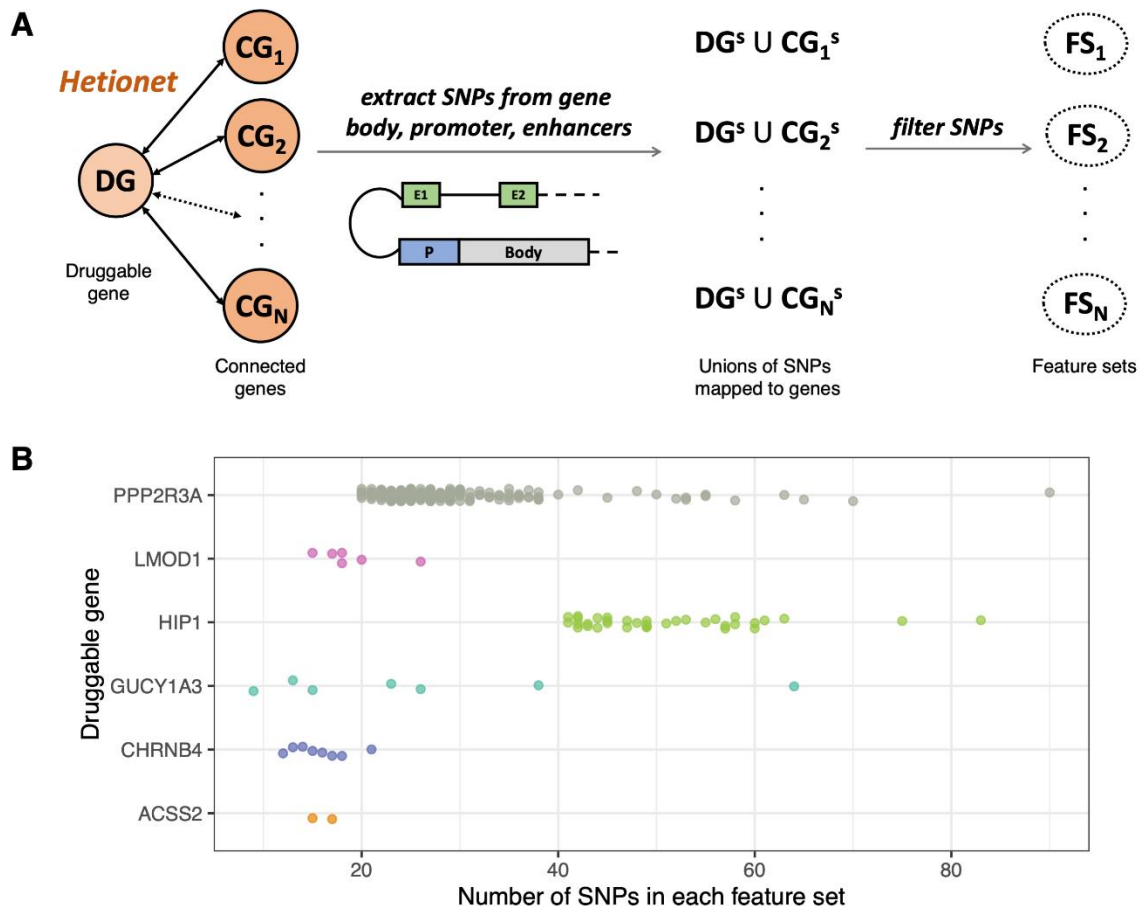 A
Hetionet
CG1
CG2
DG
CGN
Druggable
gene
Connected
genes
extract SNPs from gene
body, promoter, enhancers
E1
E2
P
Body
DGˢ U CG1ˢ
DGˢ U CG2ˢ
DGˢ U CGNˢ
Unions of SNPs
mapped to genes
filter SNPs
FS1
FS2
FSN
Feature sets
B
Druggable gene
PPP2R3A
LMOD1
HIP1
GUCY1A3
CHRNB4
ACSS2
20
40
60
80
Number of SNPs in each feature set